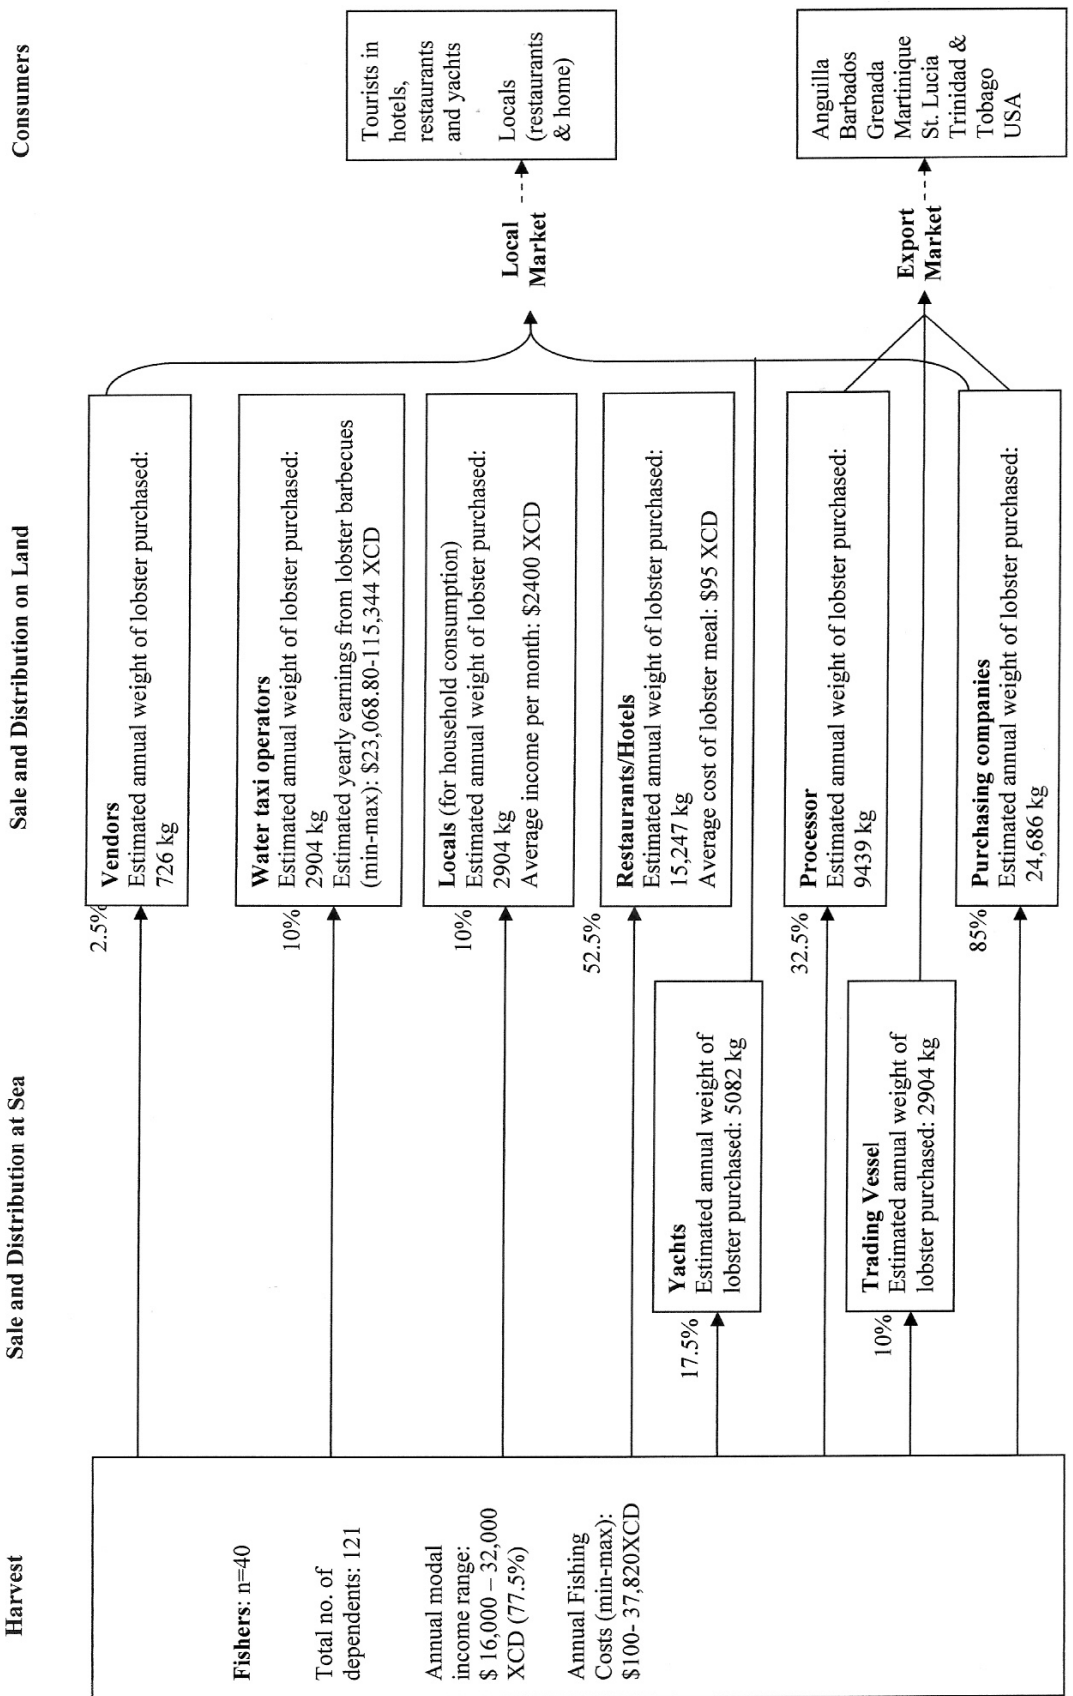 Harvest
Sale and Distribution at Sea
Sale and Distribution on Land
Consumers
Fishers: n=40
Total no. of
dependents: 121
Annual modal
income range:
$ 16,000 – 32,000
XCD (77.5%)
Annual Fishing
Costs (min-max):
$100- 37,820XCD
2.5%
Vendors
Estimated annual weight of lobster purchased:
726 kg
10%
Water taxi operators
Estimated annual weight of lobster purchased:
2904 kg
Estimated yearly earnings from lobster barbecues
(min-max): $23,068.80-115,344 XCD
10%
Locals (for household consumption)
Estimated annual weight of lobster purchased:
2904 kg
Average income per month: $2400 XCD
52.5%
Restaurants/Hotels
Estimated annual weight of lobster purchased:
15,247 kg
Average cost of lobster meal: $95 XCD
17.5%
Yachts
Estimated annual weight of
lobster purchased: 5082 kg
32.5%
Processor
Estimated annual weight of lobster purchased:
9439 kg
10%
Trading Vessel
Estimated annual weight of
lobster purchased: 2904 kg
85%
Purchasing companies
Estimated annual weight of lobster purchased:
24,686 kg
Local
Market
Tourists in
hotels,
restaurants
and yachts
Locals
(restaurants
& home)
Export
Market
Anguilla
Barbados
Grenada
Martinique
St. Lucia
Trinidad &
Tobago
USA